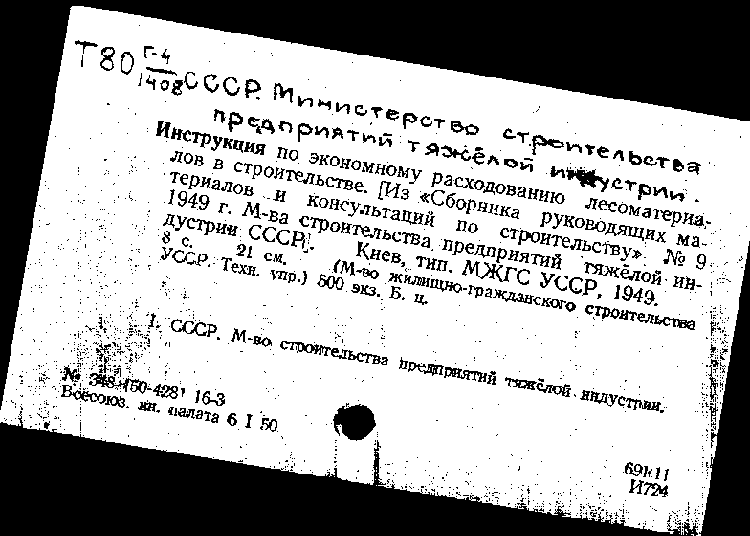 Т80 Г-4
1408 СССР. Министерство строительства
предприятий тяжёлой индустрии.
Инструкция по экономному расходованию лесоматериа-
лов в строительстве. [Из «Сборника руководящих ма-
териалов и консультаций по строительству» № 9
1949 г. М-ва строительства предприятий тяжёлой ин-
дустрии СССР]. Киев, тип. МЖГС УССР, 1949.
8 с. 21 см. (М-во жилищно-гражданского строительства
УССР. Техн. упр.) 500 экз. Б. ц.
1. СССР. М-во строительства предприятий тяжёлой индустрии.
№ 348 [50-428] 16-3
Всесоюз. кн. палата 6 I 50
691:11
И724